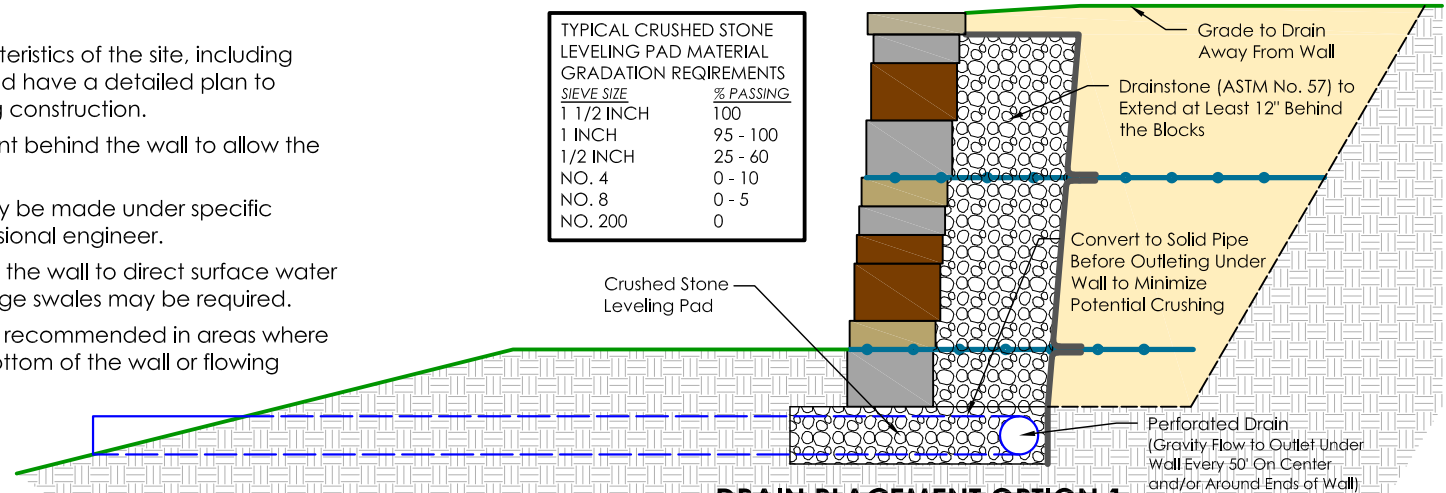 cteristics of the site, including
d have a detailed plan to
g construction.
nt behind the wall to allow the
y be made under specific
sional engineer.
the wall to direct surface water
ge swales may be required.
recommended in areas where
ottom of the wall or flowing
TYPICAL CRUSHED STONE
LEVELING PAD MATERIAL
GRADATION REQIREMENTS
SIEVE SIZE % PASSING
1 1/2 INCH 100
1 INCH 95 - 100
1/2 INCH 25 - 60
NO. 4 0 - 10
NO. 8 0 - 5
NO. 200 0
Grade to Drain
Away From Wall
Drainstone (ASTM No. 57) to
Extend at Least 12" Behind
the Blocks
Convert to Solid Pipe
Before Outleting Under
Wall to Minimize
Potential Crushing
Crushed Stone
Leveling Pad
Perforated Drain
(Gravity Flow to Outlet Under
Wall Every 50' On Center
and/or Around Ends of Wall)
DRAIN PLACEMENT OPTION 1